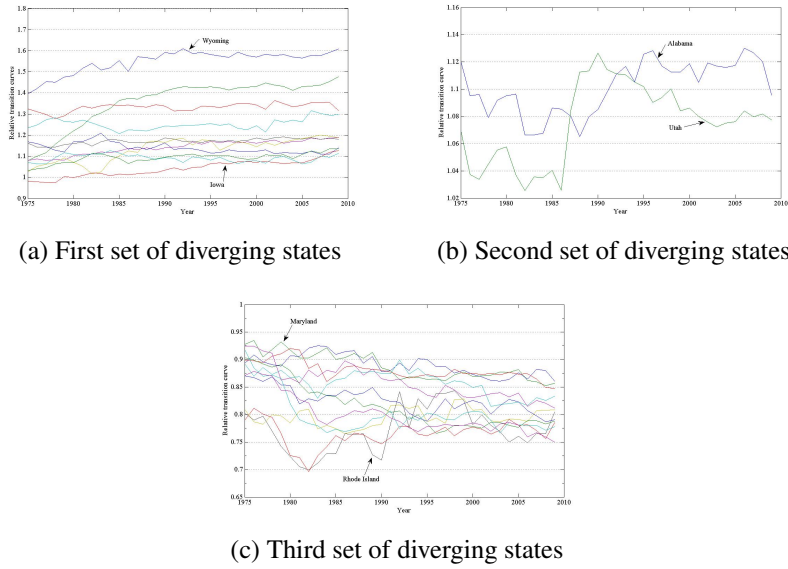 1.8
1.7
Wyoming
1.6
1.5
1.4
1.3
1.2
1.1
1
0.9
Iowa
Relative transition curves
1975 1980 1985 1990 1995 2000 2005 2010
Year
(a) First set of diverging states
1.16
1.14
Alabama
1.12
1.1
1.08
Utah
1.06
1.04
1.02
Relative transition curves
1975 1980 1985 1990 1995 2000 2005 2010
Year
(b) Second set of diverging states
1
Maryland
0.95
0.9
0.85
0.8
0.75
0.7
Rhode Island
0.65
Relative transition curve
1975 1980 1985 1990 1995 2000 2005 2010
Year
(c) Third set of diverging states